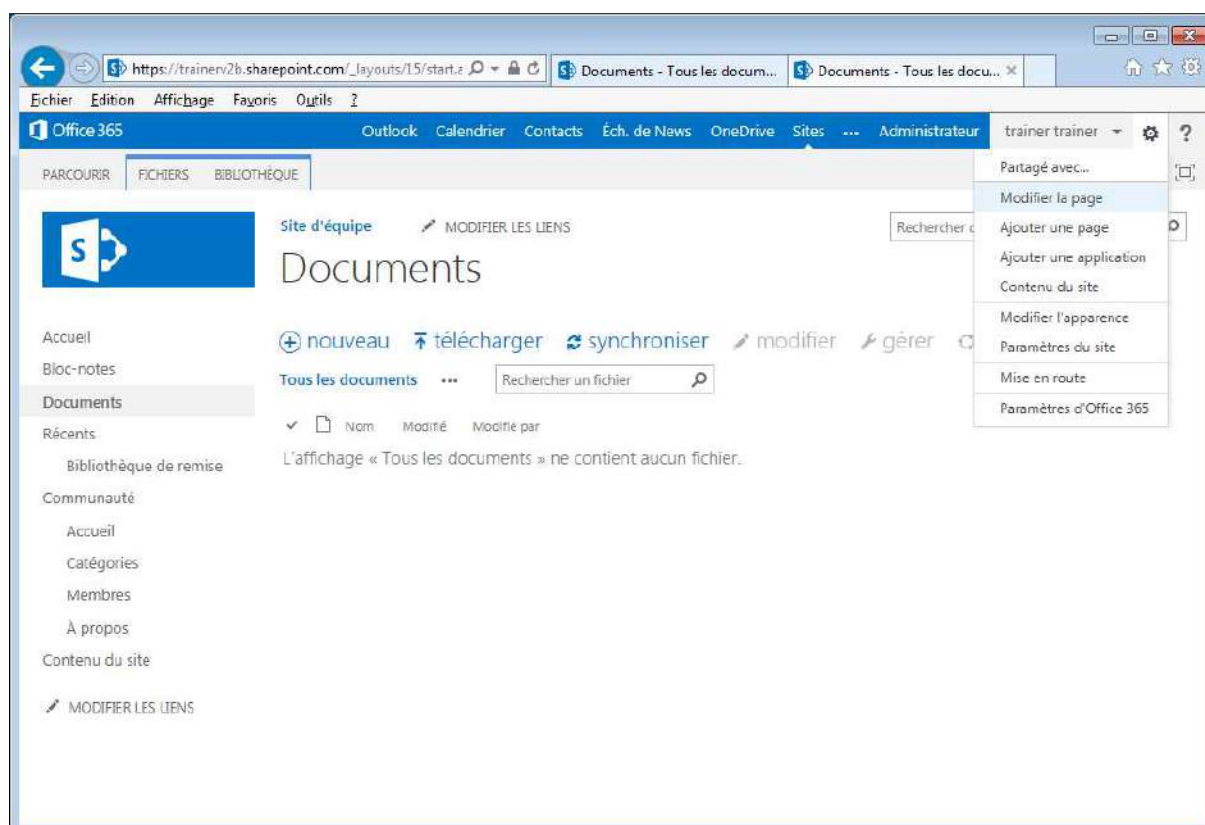 https://trainerv2b.sharepoint.com/_layouts/15/start.a
Documents - Tous les docum...
Documents - Tous les docu...
Fichier Edition Affichage Favoris Outils ?
Office 365
Outlook Calendrier Contacts Éch. de News OneDrive Sites ... Administrateur trainer trainer ?
PARCOURIR FICHIERS BIBLIOTHÈQUE
Partagé avec...
Modifier la page
Ajouter une page
Ajouter une application
Contenu du site
Modifier l'apparence
Paramètres du site
Mise en route
Paramètres d'Office 365
S
Site d'équipe MODIFIER LES LIENS
Rechercher
Documents
nouveau télécharger synchroniser modifier gérer
Tous les documents ... Rechercher un fichier
Nom Modifié Modifié par
L'affichage « Tous les documents » ne contient aucun fichier.
Accueil
Bloc-notes
Documents
Récents
Bibliothèque de remise
Communauté
Accueil
Catégories
Membres
À propos
Contenu du site
MODIFIER LES LIENS